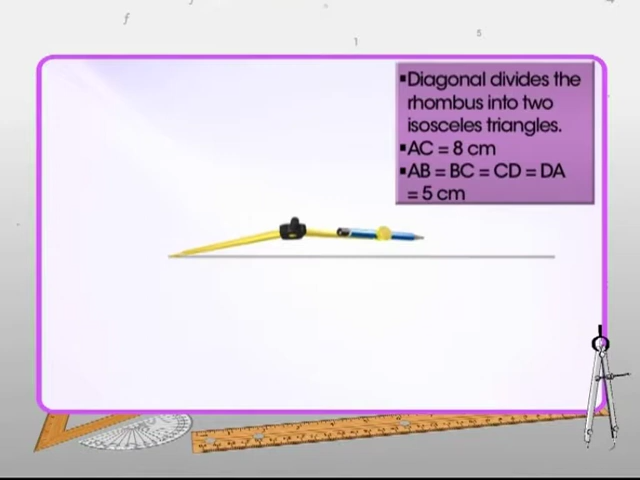 ▪Diagonal divides the
rhombus into two
isosceles triangles.
▪AC = 8 cm
▪AB = BC = CD = DA
= 5 cm